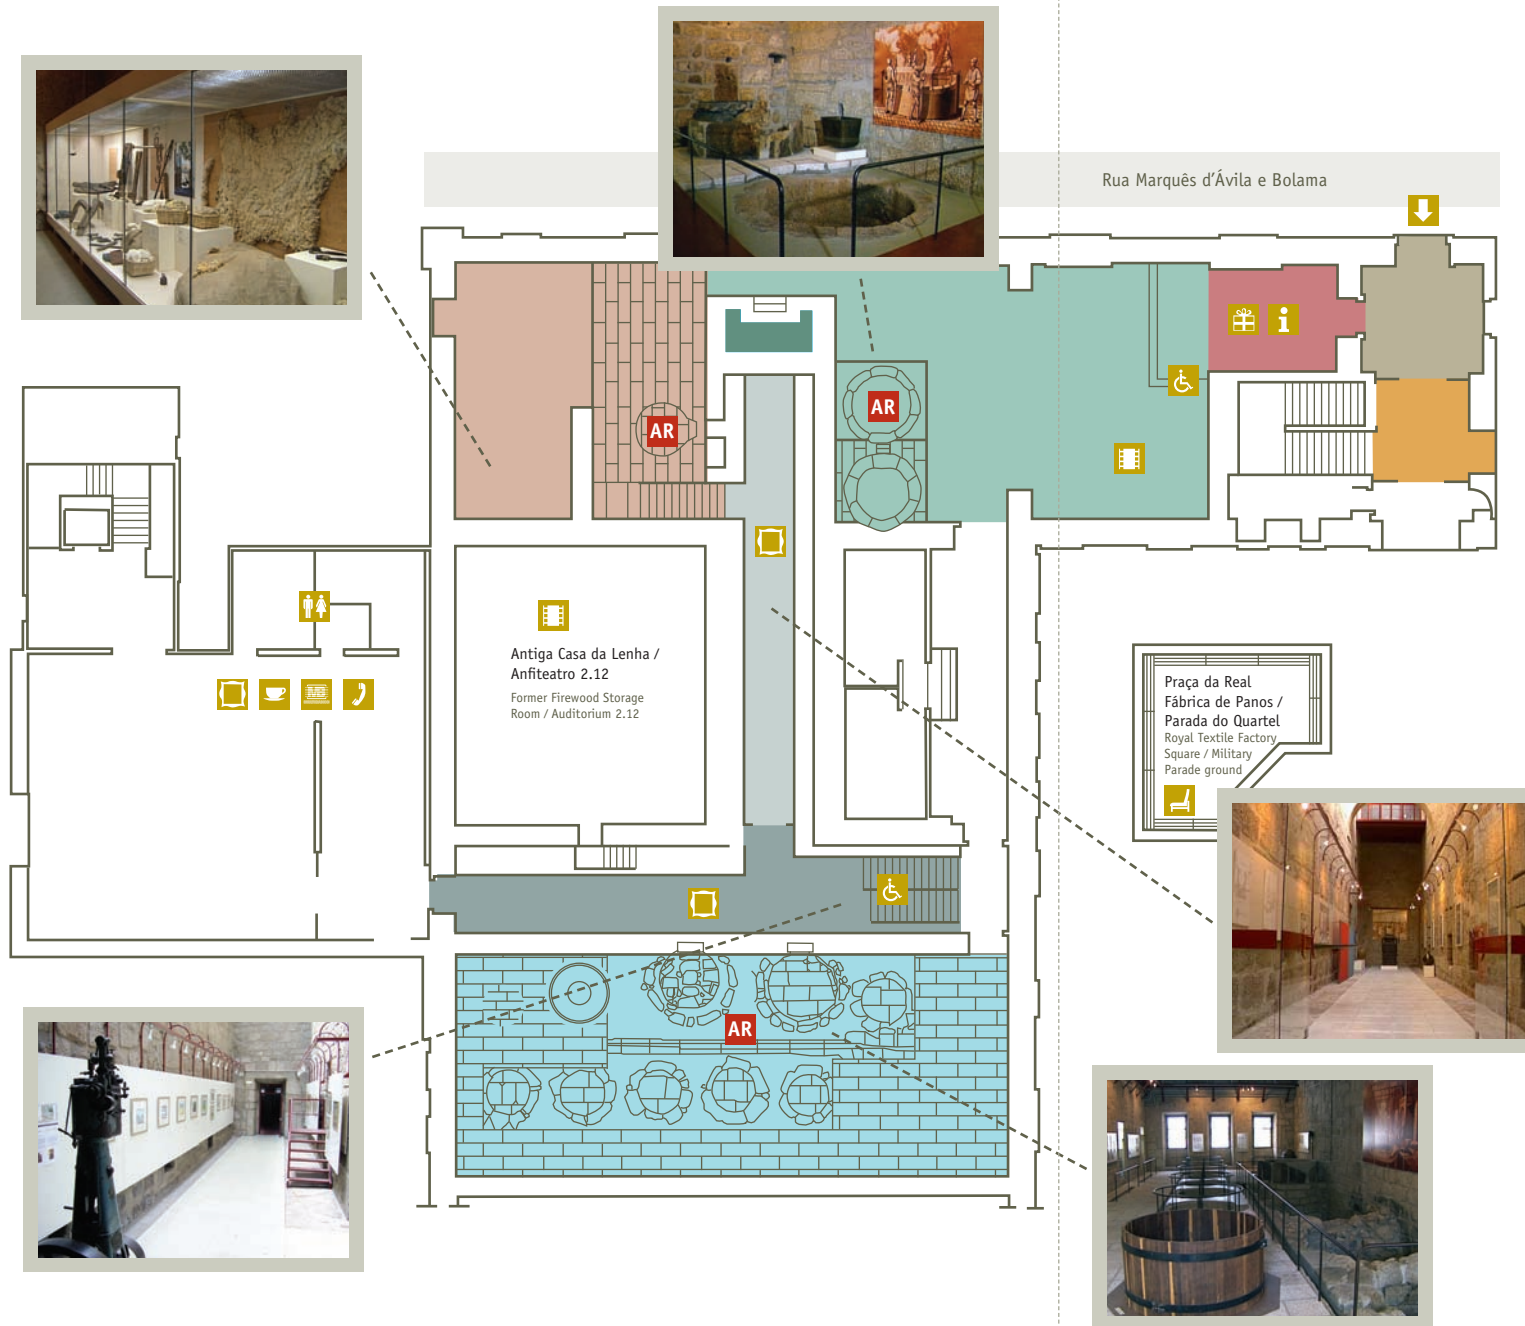 Rua Marquês d'Ávila e Bolama
AR
AR
Antiga Casa da Lenha /
Anfiteatro 2.12
Former Firewood Storage
Room / Auditorium 2.12
Praça da Real
Fábrica de Panos /
Parada do Quartel
Royal Textile Factory
Square / Military
Parade ground
AR